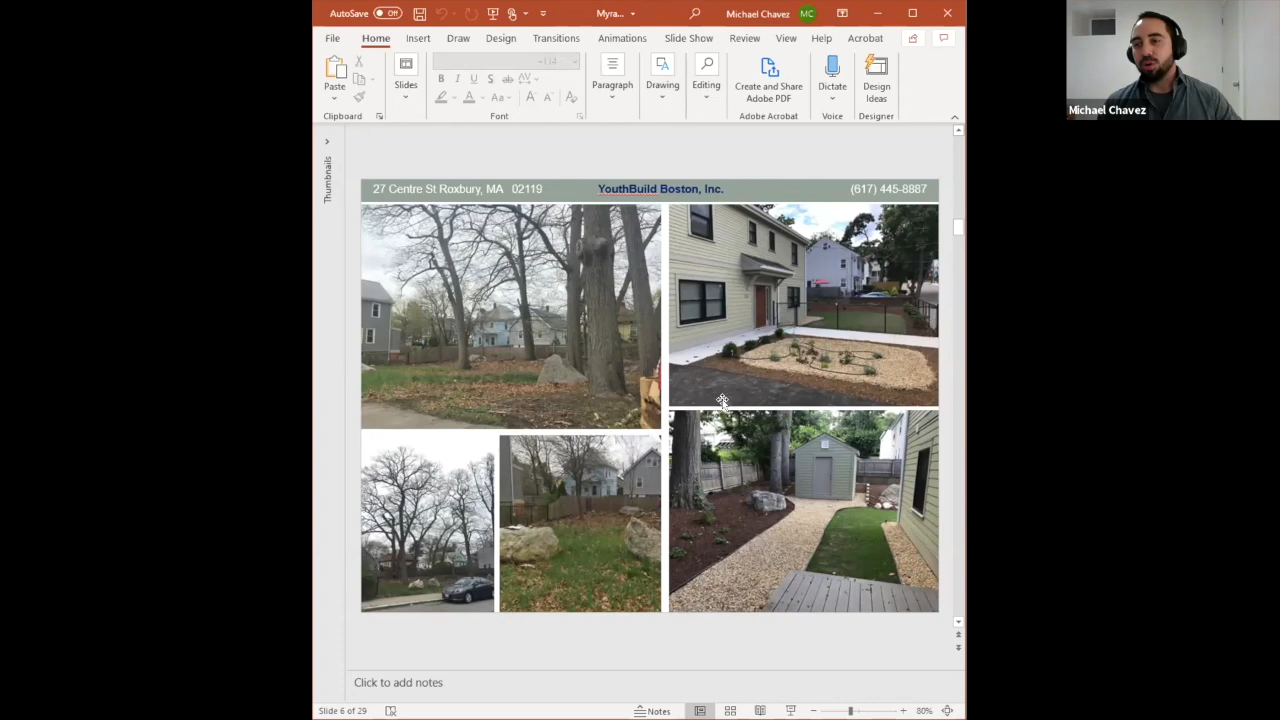 AutoSave Off Myra... Michael Chavez MC
File Home Insert Draw Design Transitions Animations Slide Show Review View Help Acrobat
Paste Slides B I U S ab AV Aa A A Paragraph Drawing Editing Create and Share Adobe PDF Dictate Design Ideas
Clipboard Font Adobe Acrobat Voice Designer
Thumbnails
27 Centre St Roxbury, MA 02119 YouthBuild Boston, Inc. (617) 445-8887
Click to add notes
Slide 6 of 29 Notes 80%
Michael Chavez